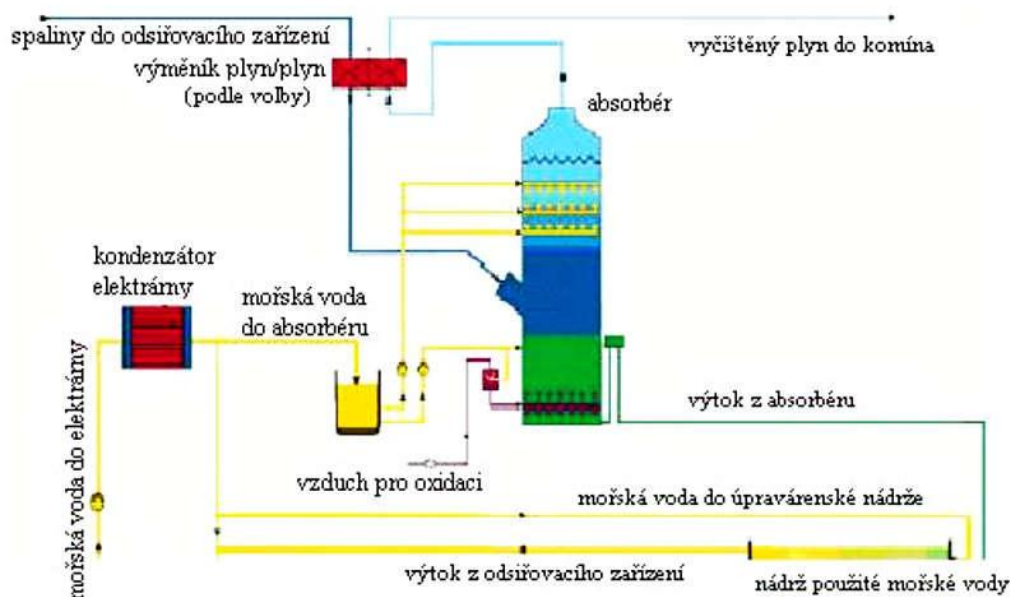 spaliny do odsiřovacího zařízení
výměník plyn/plyn
(podle volby)
vyčištěný plyn do komína
absorbér
kondenzátor
elektrárny
mořská voda
do absorbéru
mořská voda do elektrárny
výtok z absorbéru
vzduch pro oxidaci
mořská voda do úpravárenské nádrže
výtok z odsiřovacího zařízení
nádrž použité mořské vody